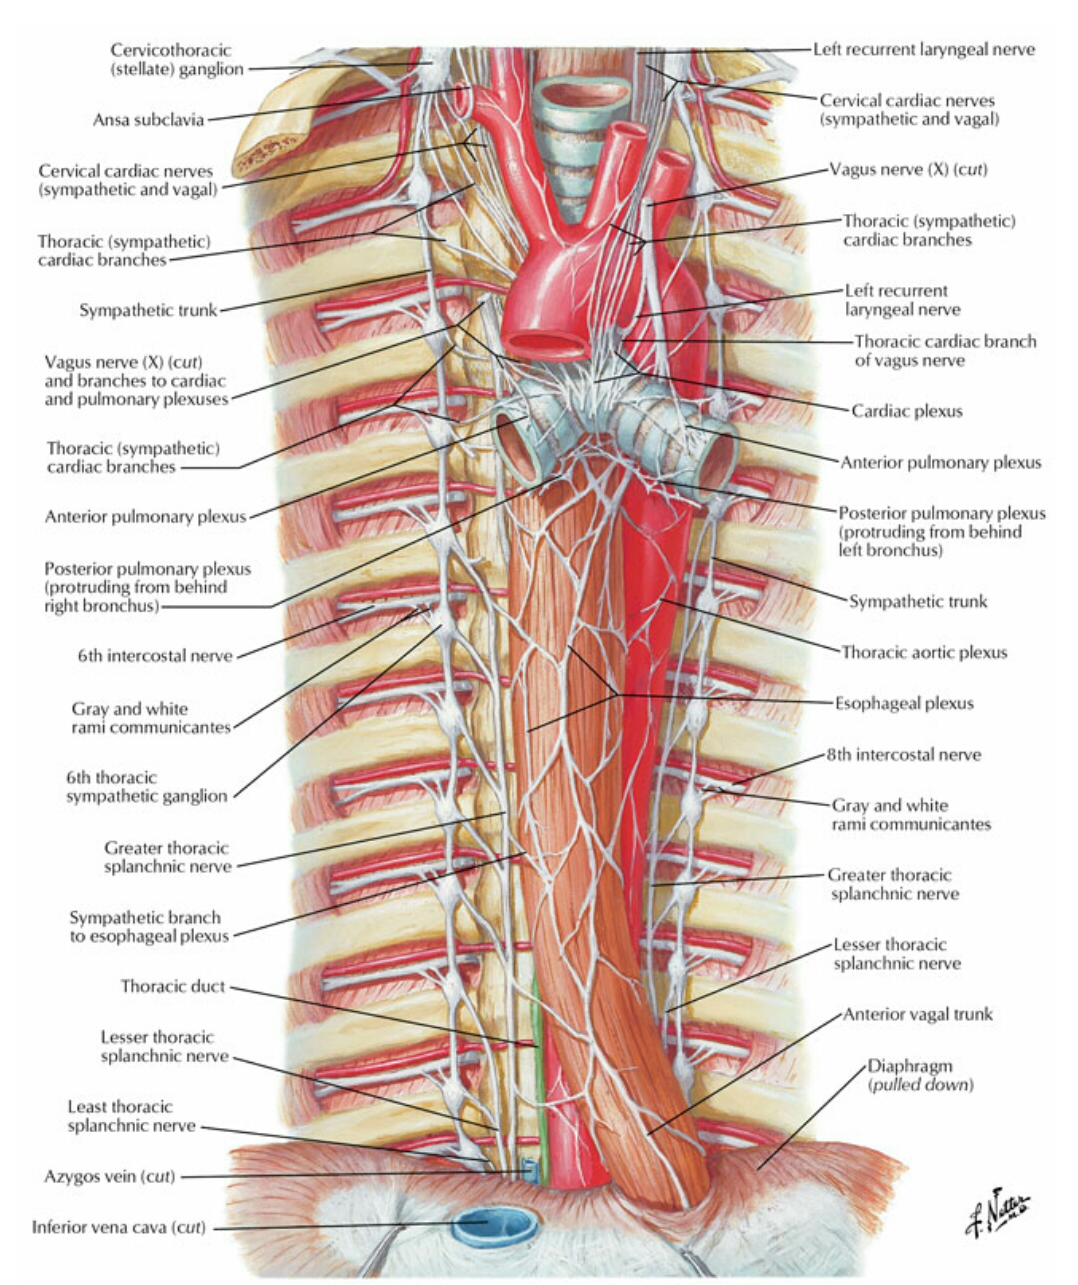 Cervicothoracic
(stellate) ganglion
Ansa subclavia
Cervical cardiac nerves
(sympathetic and vagal)
Thoracic (sympathetic)
cardiac branches
Sympathetic trunk
Vagus nerve (X) (cut)
and branches to cardiac
and pulmonary plexuses
Thoracic (sympathetic)
cardiac branches
Anterior pulmonary plexus
Posterior pulmonary plexus
(protruding from behind
right bronchus)
6th intercostal nerve
Gray and white
rami communicantes
6th thoracic
sympathetic ganglion
Greater thoracic
splanchnic nerve
Sympathetic branch
to esophageal plexus
Thoracic duct
Lesser thoracic
splanchnic nerve
Least thoracic
splanchnic nerve
Azygos vein (cut)
Inferior vena cava (cut)
Left recurrent laryngeal nerve
Cervical cardiac nerves
(sympathetic and vagal)
Vagus nerve (X) (cut)
Thoracic (sympathetic)
cardiac branches
Left recurrent
laryngeal nerve
Thoracic cardiac branch
of vagus nerve
Cardiac plexus
Anterior pulmonary plexus
Posterior pulmonary plexus
(protruding from behind
left bronchus)
Sympathetic trunk
Thoracic aortic plexus
Esophageal plexus
8th intercostal nerve
Gray and white
rami communicantes
Greater thoracic
splanchnic nerve
Lesser thoracic
splanchnic nerve
Anterior vagal trunk
Diaphragm
(pulled down)
F. Netter
M.D.